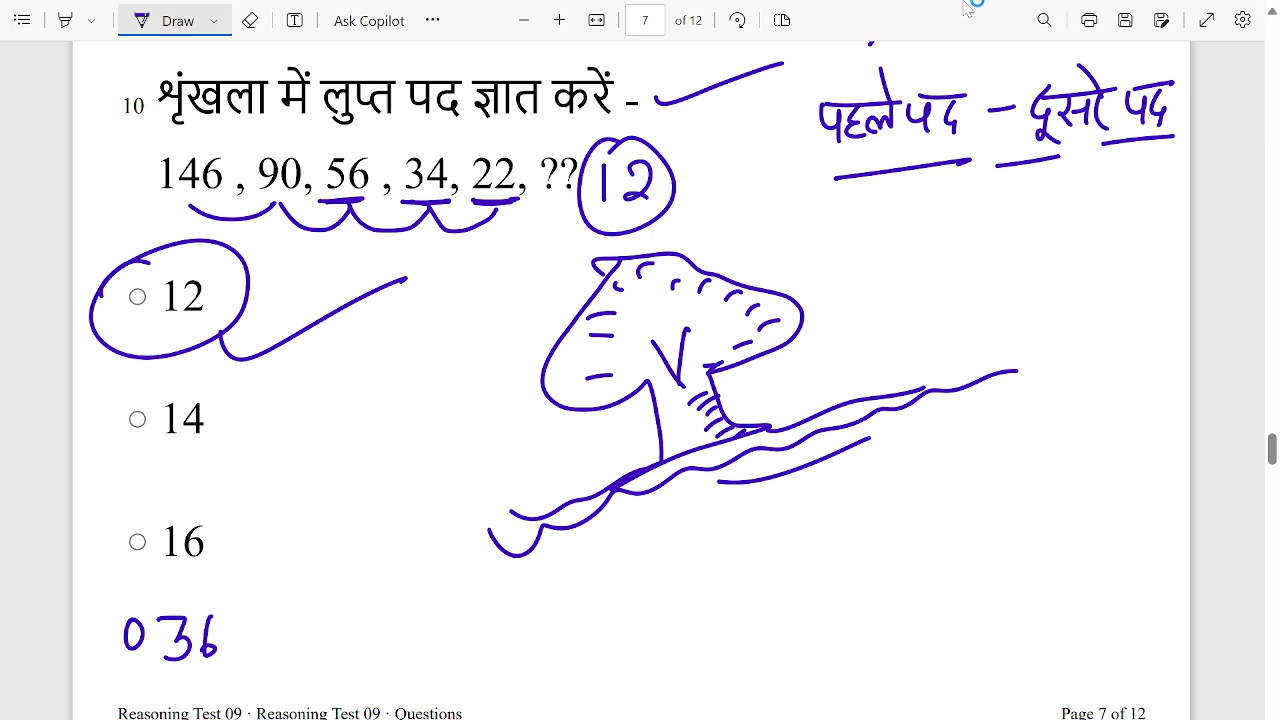 Draw
Ask Copilot
7 of 12
पहले पद - दूसरे पद
10 श्रृंखला में लुप्त पद ज्ञात करें -
146 , 90, 56 , 34, 22, ?? 12
12
14
16
036
Reasoning Test 09 · Reasoning Test 09 · Questions
Page 7 of 12